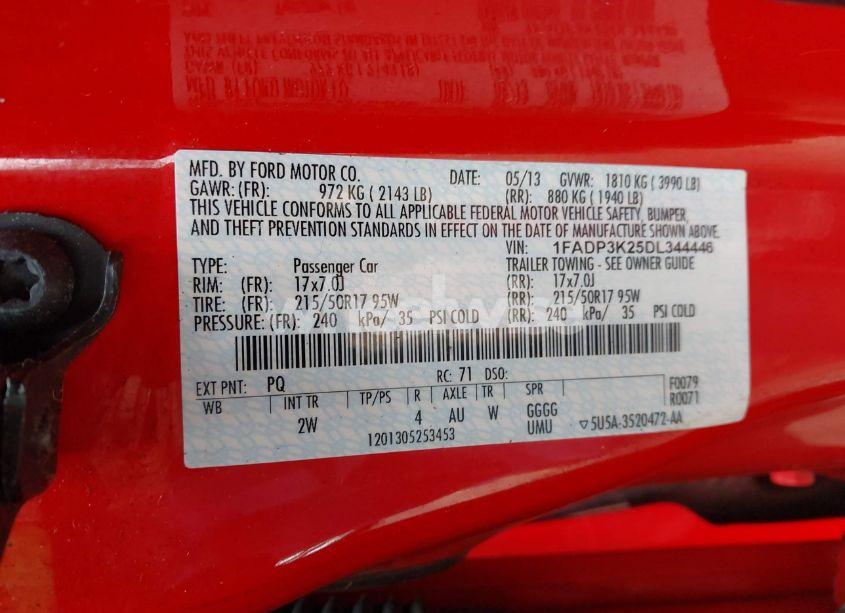 MFD. BY FORD MOTOR CO. DATE: 05/13 GVWR: 1810 KG ( 3990 LB)
GAWR: (FR): 972 KG ( 2143 LB) (RR): 880 KG ( 1940 LB)
THIS VEHICLE CONFORMS TO ALL APPLICABLE FEDERAL MOTOR VEHICLE SAFETY, BUMPER,
AND THEFT PREVENTION STANDARDS IN EFFECT ON THE DATE OF MANUFACTURE SHOWN ABOVE.
VIN: 1FADP3K25DL344446
TYPE: Passenger Car TRAILER TOWING - SEE OWNER GUIDE
RIM: (FR): 17x7.0J (RR): 17x7.0J
TIRE: (FR): 215/50R17 95W (RR): 215/50R17 95W
PRESSURE: (FR): 240 kPa/ 35 PSI COLD (RR): 240 kPa/ 35 PSI COLD
EXT PNT: PQ RC: 71 DSO: F0079
WB INT TR TP/PS R AXLE TR SPR R0071
2W 4 AU W GGGG
UMU ▽5U5A-3520472-AA
1201305253453